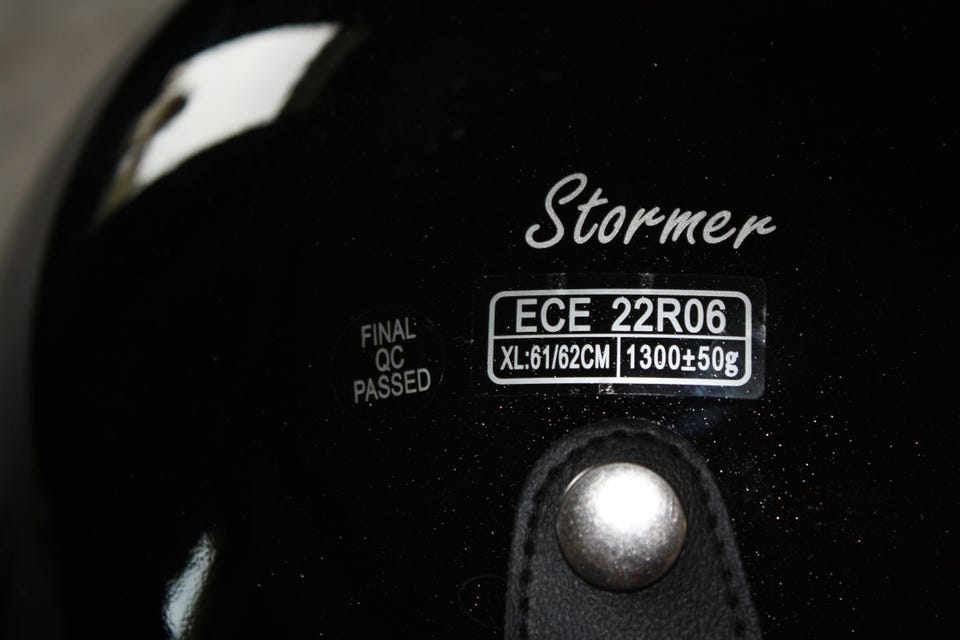 Stormer
ECE 22R06
XL:61/62CM 1300±50g
FINAL
QC
PASSED